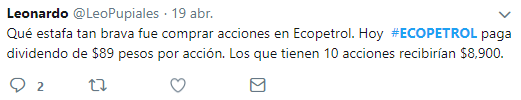 Leonardo @LeoPupiales · 19 abr.
Qué estafa tan brava fue comprar acciones en Ecopetrol. Hoy #ECOPETROL paga
dividendo de $89 pesos por acción. Los que tienen 10 acciones recibirían $8,900.
2